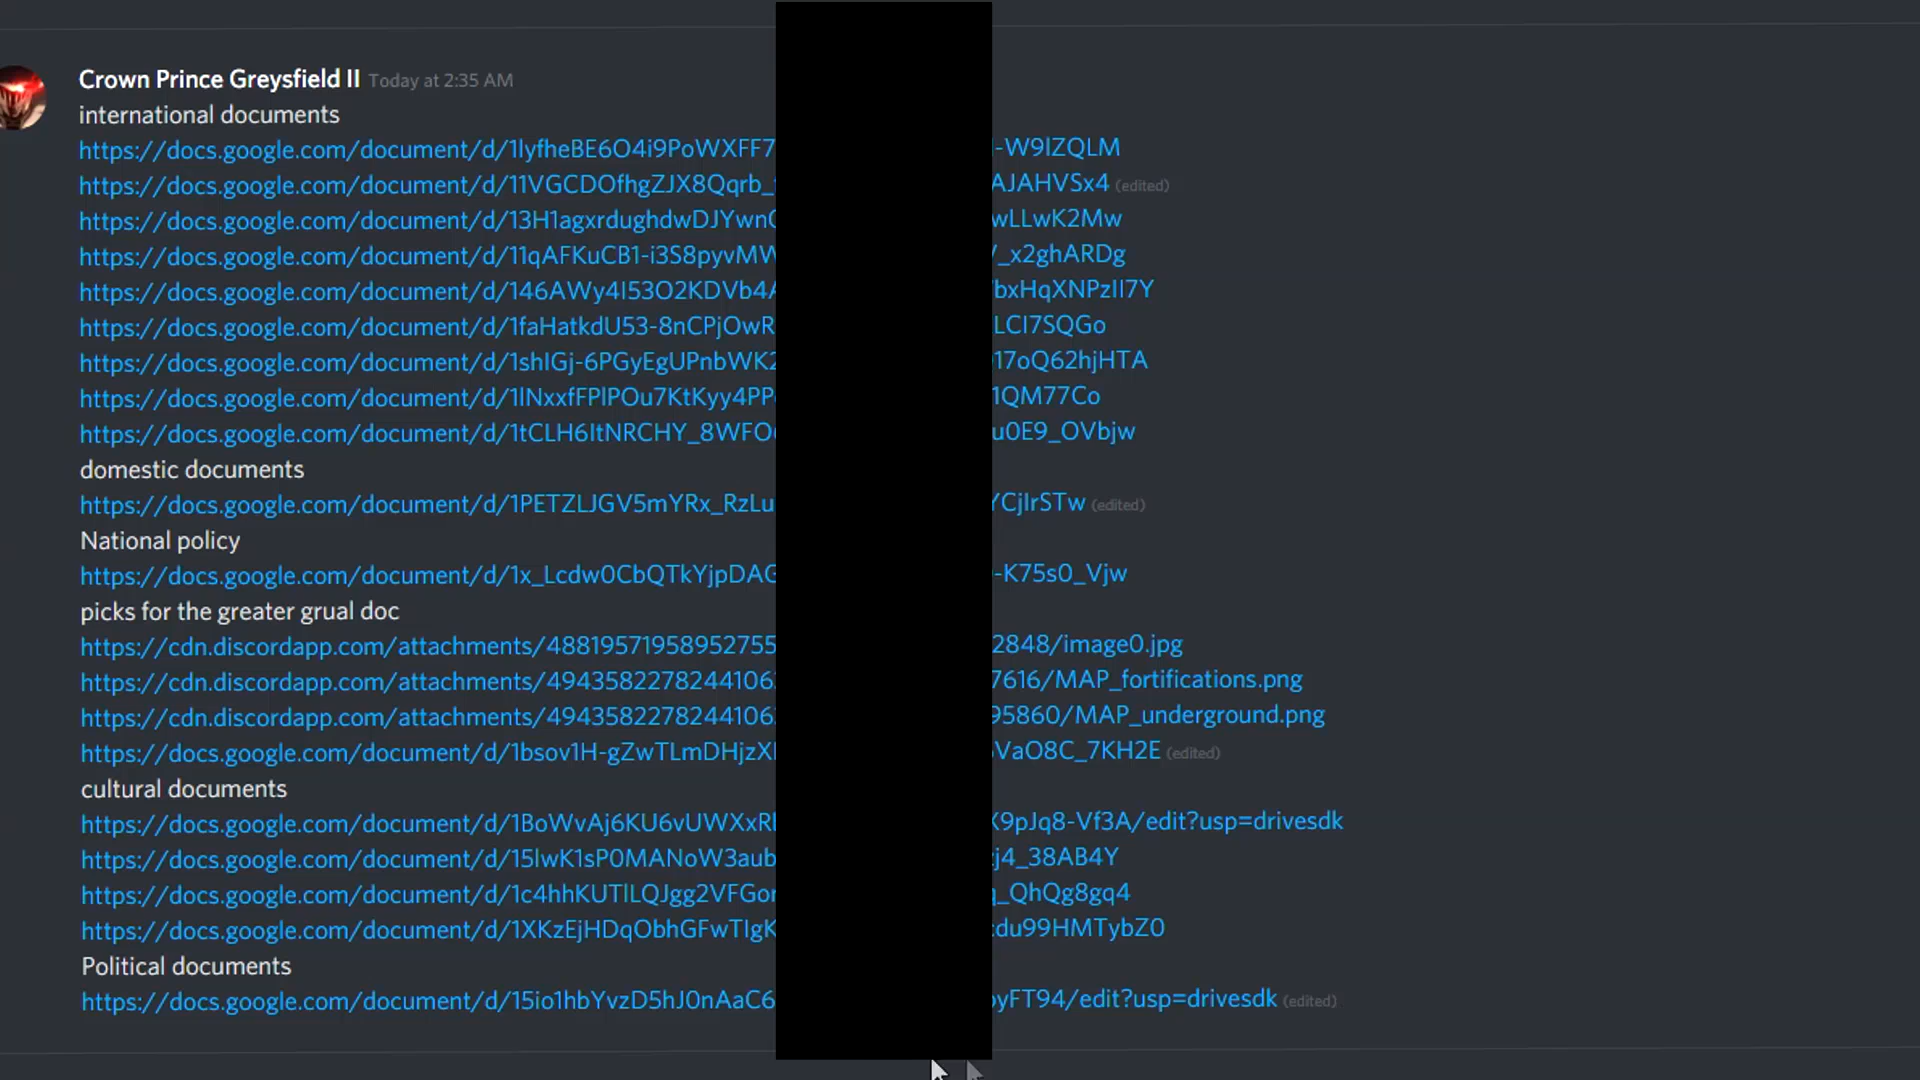 Crown Prince Greysfield II Today at 2:35 AM
international documents
https://docs.google.com/document/d/1lyfheBE6O4i9PoWXFF7 -W9lZQLM
https://docs.google.com/document/d/11VGCDOfhgZJX8Qqrb_ AJAHVSx4 (edited)
https://docs.google.com/document/d/13H1agxrdughdwDJYwn wLLwK2Mw
https://docs.google.com/document/d/11qAFKuCB1-i3S8pyvMW _x2ghARDg
https://docs.google.com/document/d/146AWy4I53O2KDVb4A bxHqXNPzII7Y
https://docs.google.com/document/d/1faHatkdU53-8nCPjOwR LCI7SQGo
https://docs.google.com/document/d/1shIGj-6PGyEgUPnbWK2 17oQ62hjHTA
https://docs.google.com/document/d/1lNxxfFPlPOu7KtKyy4PP 1QM77Co
https://docs.google.com/document/d/1tCLH6ItNRCHY_8WFO u0E9_OVbjw
domestic documents
https://docs.google.com/document/d/1PETZLJGV5mYRx_RzLu YCjIrSTw (edited)
National policy
https://docs.google.com/document/d/1x_Lcdw0CbQTkYjpDAG -K75s0_Vjw
picks for the greater grual doc
https://cdn.discordapp.com/attachments/48819571958952755 2848/image0.jpg
https://cdn.discordapp.com/attachments/4943582278244106 7616/MAP_fortifications.png
https://cdn.discordapp.com/attachments/4943582278244106 95860/MAP_underground.png
https://docs.google.com/document/d/1bsov1H-gZwTLmDHjzX VaO8C_7KH2E (edited)
cultural documents
https://docs.google.com/document/d/1BoWvAj6KU6vUWXxR X9pJq8-Vf3A/edit?usp=drivesdk
https://docs.google.com/document/d/15lwK1sP0MANoW3aub j4_38AB4Y
https://docs.google.com/document/d/1c4hhKUTlLQJgg2VFGor _QhQg8gq4
https://docs.google.com/document/d/1XKzEjHDqObhGFwTIgK du99HMTybZ0
Political documents
https://docs.google.com/document/d/15io1hbYvzD5hJ0nAaC6 yFT94/edit?usp=drivesdk (edited)